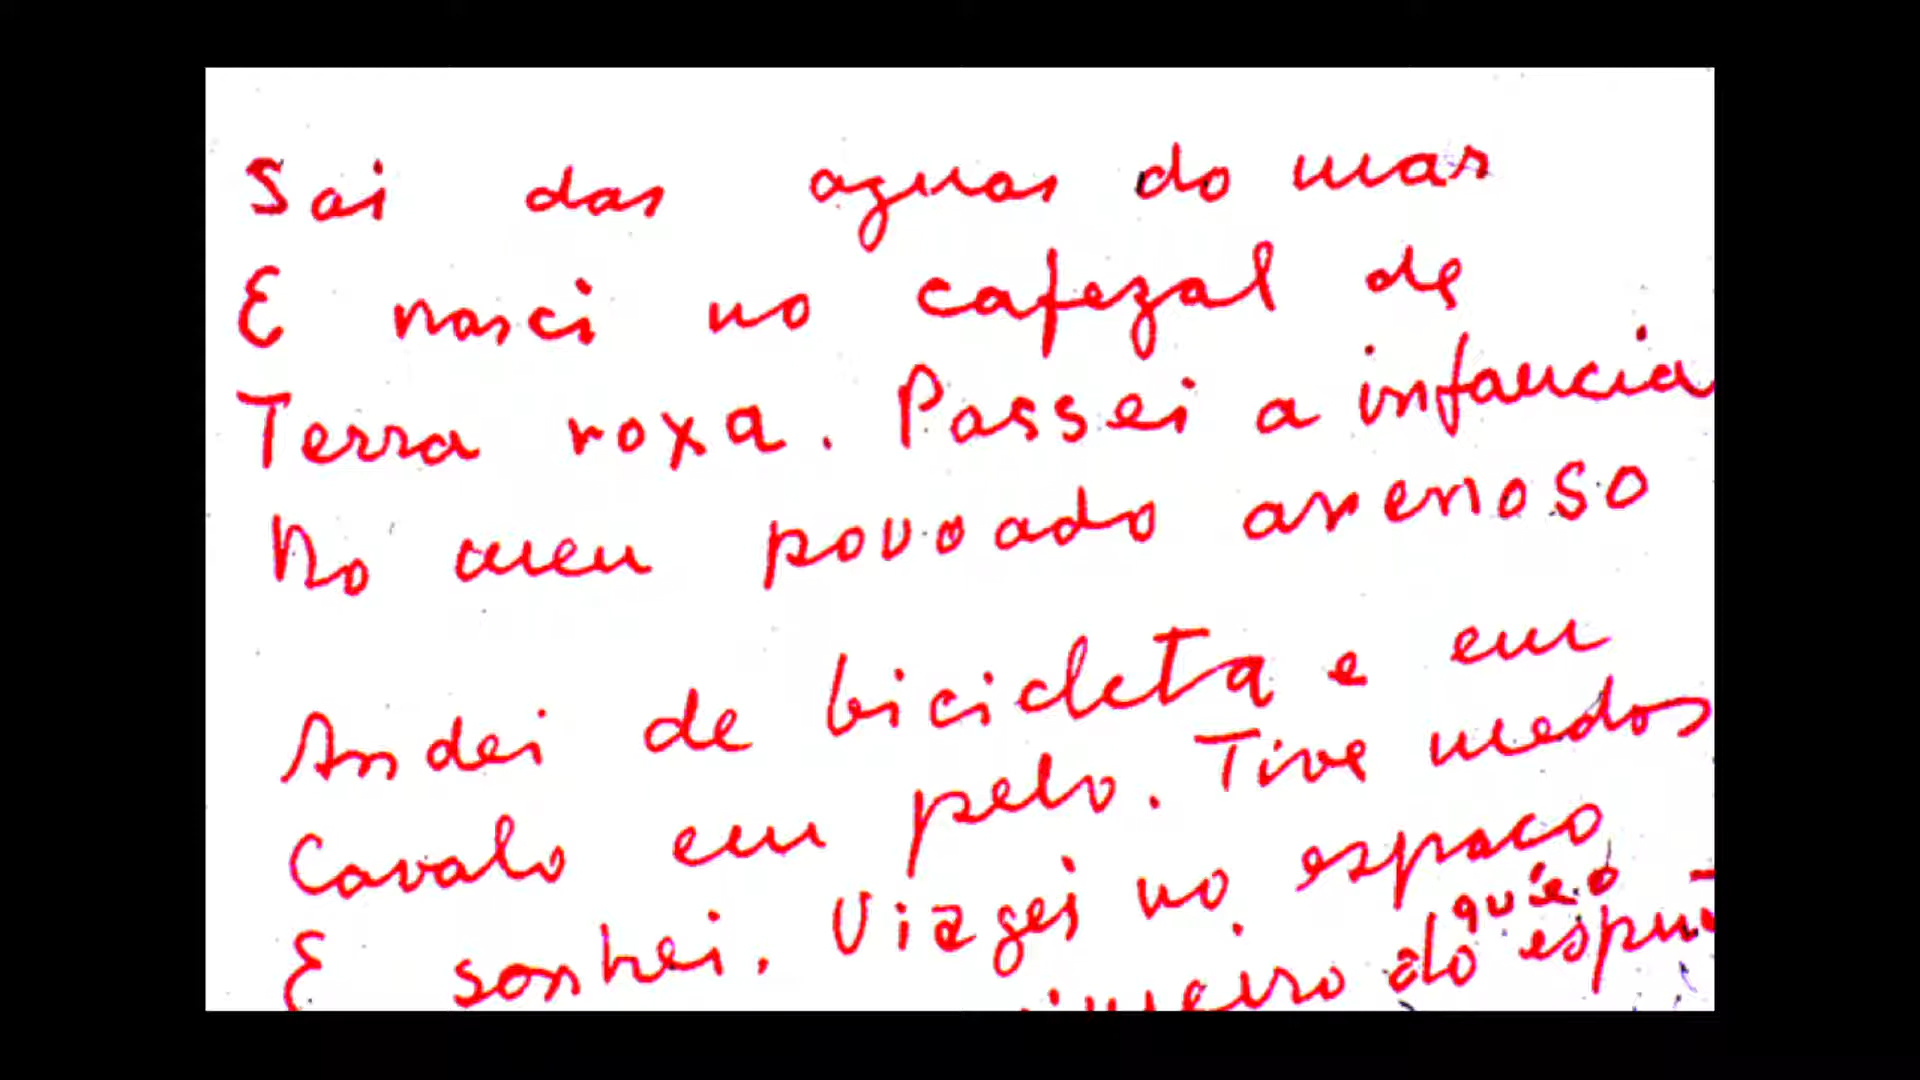 Sai das aguas do mar
E nasci no cafezal de
Terra roxa. Passei a infancia
No meu povoado arenoso
Andei de bicicleta e em
Cavalo em pelo. Tive medos
E sonhei. Viagei no espaço
que é o
do